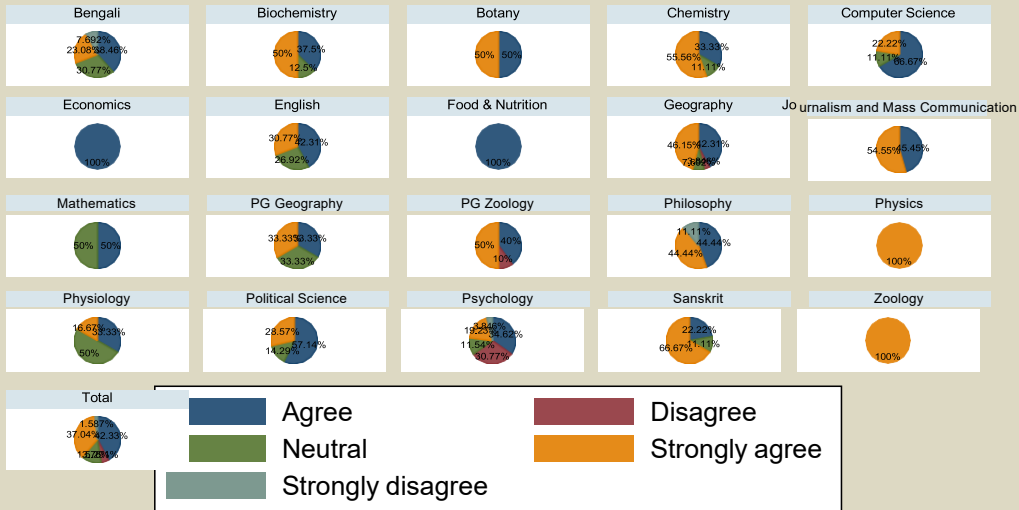 Bengali
7.692%
23.08% 38.46%
30.77%
Biochemistry
50% 37.5%
12.5%
Botany
50% 50%
Chemistry
33.33%
55.56%
11.11%
Computer Science
22.22%
11.11%
66.67%
Economics
100%
English
30.77% 42.31%
26.92%
Food & Nutrition
100%
Geography
46.15% 42.31%
Journalism and Mass Communication
54.55% 45.45%
Mathematics
50% 50%
PG Geography
33.33% 33.33%
33.33%
PG Zoology
50% 40%
10%
Philosophy
11.11%
44.44%
44.44%
Physics
100%
Physiology
16.67% 33.33%
50%
Political Science
28.57%
57.14%
14.29%
Psychology
3.846%
19.23% 34.62%
11.54%
30.77%
Sanskrit
22.22%
11.11%
66.67%
Zoology
100%
Total
1.587%
37.04% 42.33%
Agree
Disagree
Neutral
Strongly agree
Strongly disagree